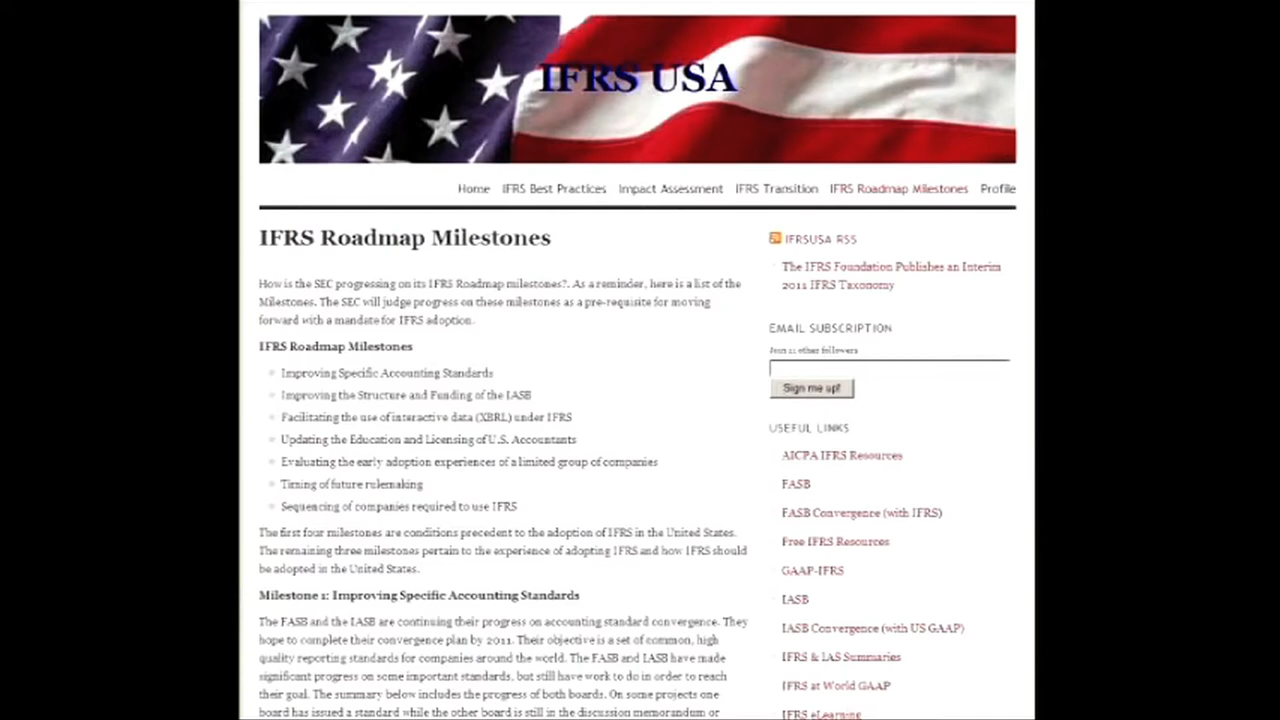 IFRS USA
Home IFRS Best Practices Impact Assessment IFRS Transition IFRS Roadmap Milestones Profile
IFRS Roadmap Milestones
How is the SEC progressing on its IFRS Roadmap milestones?. As a reminder, here is a list of the
Milestones. The SEC will judge progress on these milestones as a pre-requisite for moving
forward with a mandate for IFRS adoption.
IFRS Roadmap Milestones
Improving Specific Accounting Standards
Improving the Structure and Funding of the IASB
Facilitating the use of interactive data (XBRL) under IFRS
Updating the Education and Licensing of U.S. Accountants
Evaluating the early adoption experiences of a limited group of companies
Timing of future rulemaking
Sequencing of companies required to use IFRS
The first four milestones are conditions precedent to the adoption of IFRS in the United States.
The remaining three milestones pertain to the experience of adopting IFRS and how IFRS should
be adopted in the United States.
Milestone 1: Improving Specific Accounting Standards
The FASB and the IASB are continuing their progress on accounting standard convergence. They
hope to complete their convergence plan by 2011. Their objective is a set of common, high
quality reporting standards for companies around the world. The FASB and IASB have made
significant progress on some important standards, but still have work to do in order to reach
their goal. The summary below includes the progress of both boards. On some projects one
board has issued a standard while the other board is still in the discussion memorandum or
IFRSUSA RSS
The IFRS Foundation Publishes an Interim
2011 IFRS Taxonomy
EMAIL SUBSCRIPTION
Join 11 other followers
Sign me up!
USEFUL LINKS
AICPA IFRS Resources
FASB
FASB Convergence (with IFRS)
Free IFRS Resources
GAAP-IFRS
IASB
IASB Convergence (with US GAAP)
IFRS & IAS Summaries
IFRS at World GAAP
IFRS eLearning